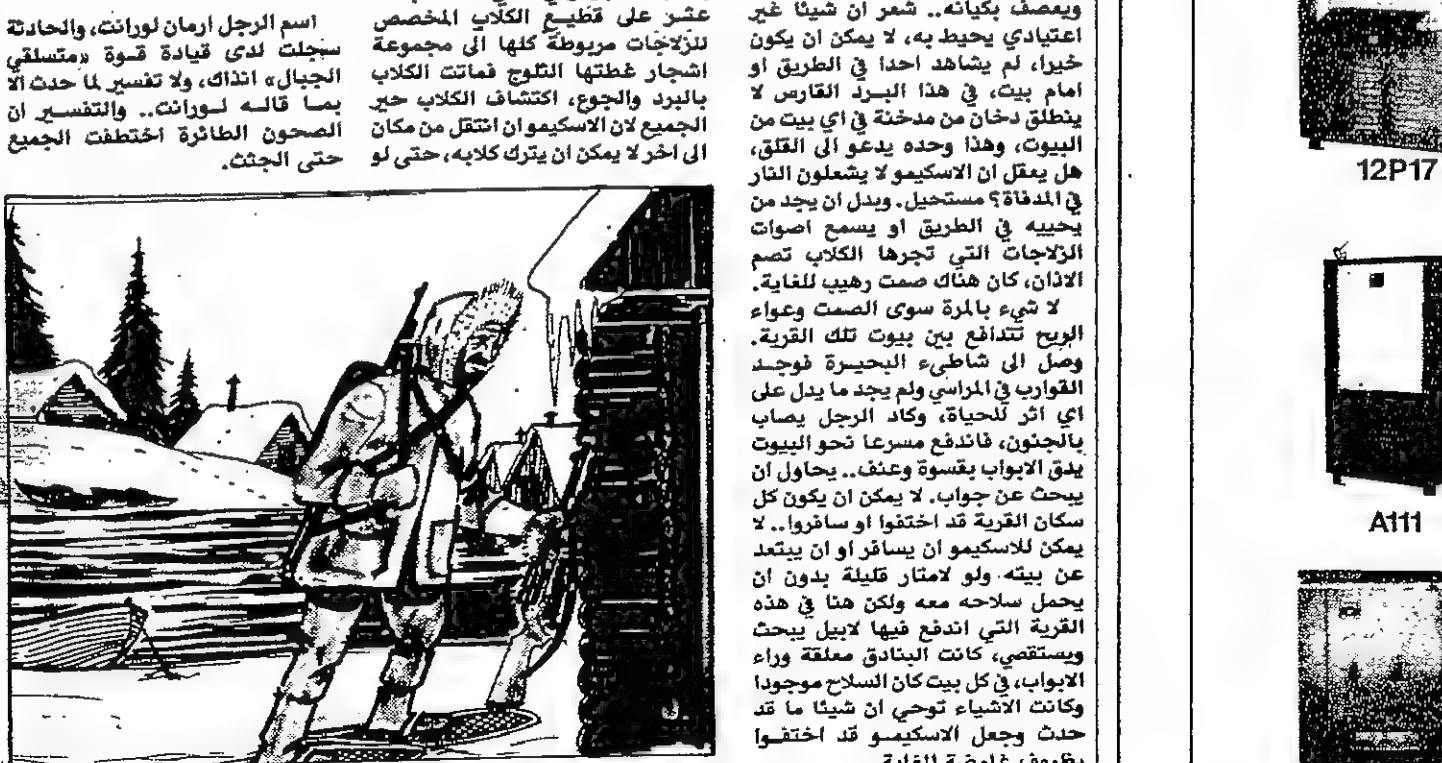 ويعصف بكيانه.. شعر ان شيئا غير
اعتيادي يحيط به، لا يمكن ان يكون
خيرا، لم يشاهد احدا في الطريق او
امام بيت، في هذا البرد القارس لا
ينطلق دخان من مدخنة في اي بيت من
البيوت، وهذا وحده يدعو الى القلق،
هل يعقل ان الاسكيمو لا يشعلون النار
في المدفاة؟ مستحيل. وبدل ان يجد من
يحييه في الطريق او يسمع اصوات
الزلاجات التي تجرها الكلاب تصم
الاذان، كان هناك صمت رهيب للغاية.
لا شيء بالمرة سوى الصمت وعواء
الريح تتدافع بين بيوت تلك القرية.
وصل الى شاطىء البحيرة فوجد
القوارب في المراسي ولم يجد ما يدل على
اي اثر للحياة، وكاد الرجل يصاب
بالجنون، فاندفع مسرعا نحو البيوت
يدق الابواب بقسوة وعنف.. يحاول ان
يبحث عن جواب. لا يمكن ان يكون كل
سكان القرية قد اختفوا او سافروا.. لا
يمكن للاسكيمو ان يسافر او ان يبتعد
عن بيته ولو لامتار قليلة بدون ان
يحمل سلاحه معه ولكن هنا في هذه
القرية التي اندفع فيها لابيل يبحث
ويستقصي، كانت البنادق معلقة وراء
الابواب، في كل بيت كان السلاح موجودا
وكانت الاشياء توحي ان شيئا ما قد
حدث وجعل الاسكيمو قد اختفوا
عشر على قطيع الكلاب المخصص
للزلاجات مربوطة كلها الى مجموعة
اشجار غطتها الثلوج فماتت الكلاب
بالبرد والجوع، اكتشاف الكلاب حير
الجميع لان الاسكيمو ان انتقل من مكان
الى اخر لا يمكن ان يترك كلابه، حتى لو
اسم الرجل ارمان لورانت، والحادثة
سجلت لدى قيادة قوة «متسلقي
الجبال» انذاك، ولا تفسير لما حدث الا
بما قاله لورانت.. والتفسير ان
الصحون الطائرة اختطفت الجميع
حتى الجثث.
12P17
A111